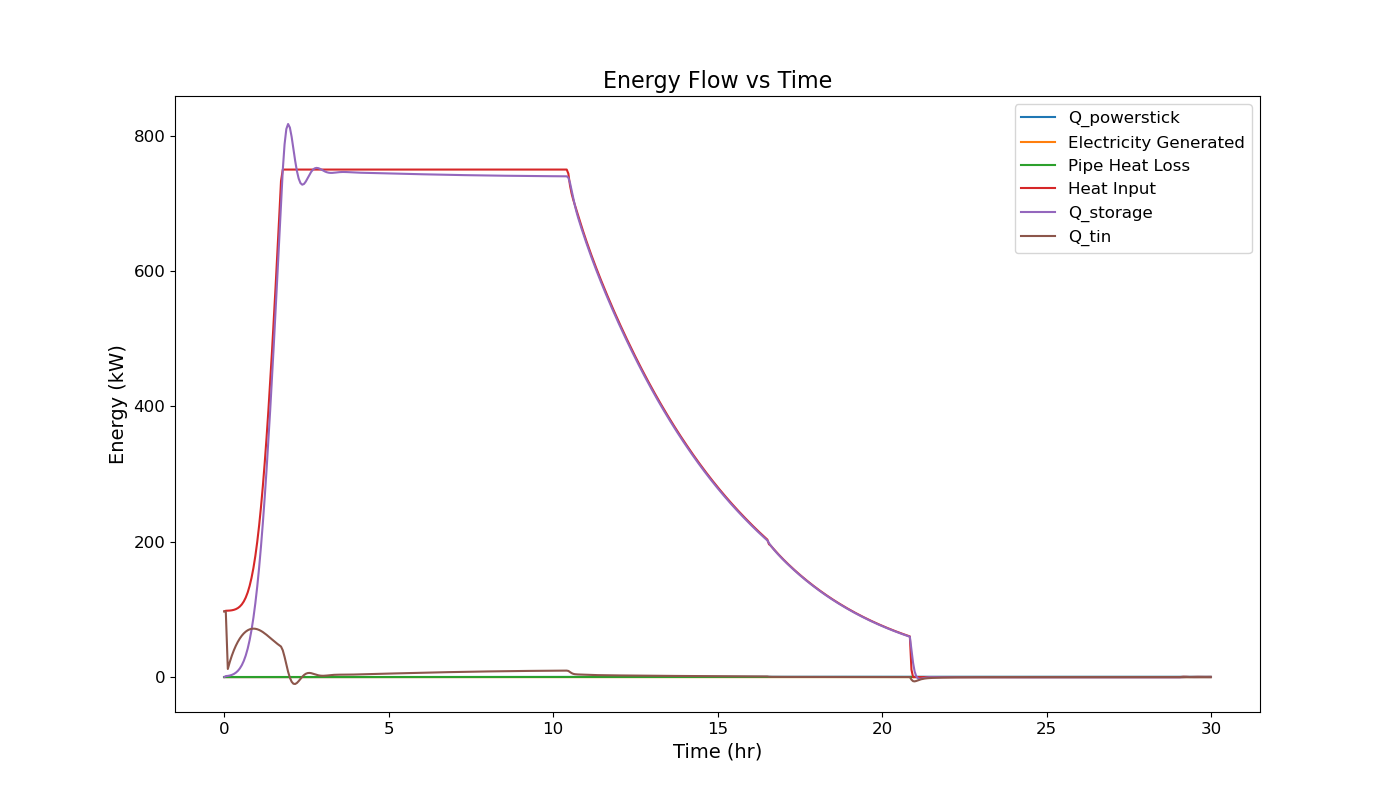 Energy Flow vs Time
Q_powerstick
Electricity Generated
Pipe Heat Loss
Heat Input
Q_storage
Q_tin
Energy (kW)
800
600
400
200
0
0 5 10 15 20 25 30
Time (hr)